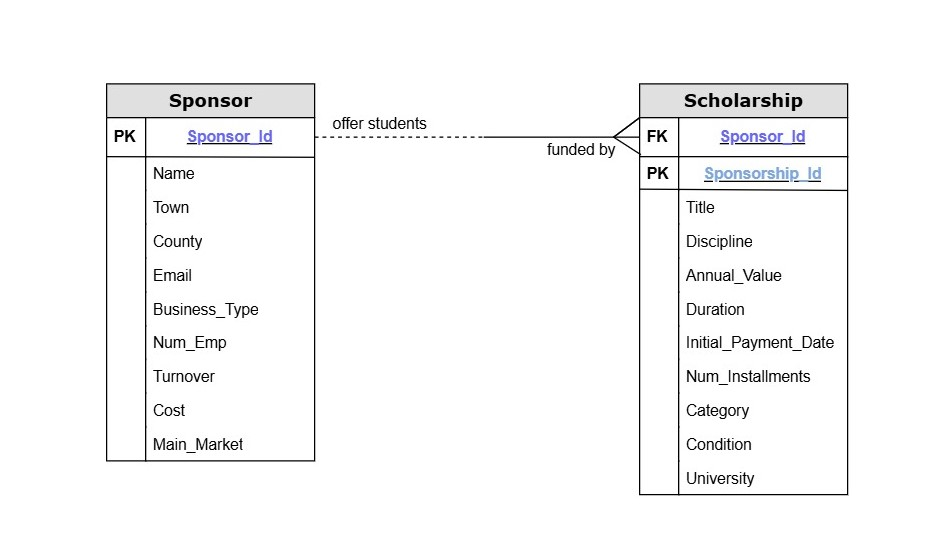 Sponsor
PK Sponsor_Id
Name
Town
County
Email
Business_Type
Num_Emp
Turnover
Cost
Main_Market
offer students
funded by
Scholarship
FK Sponsor_Id
PK Sponsorship_Id
Title
Discipline
Annual_Value
Duration
Initial_Payment_Date
Num_Installments
Category
Condition
University